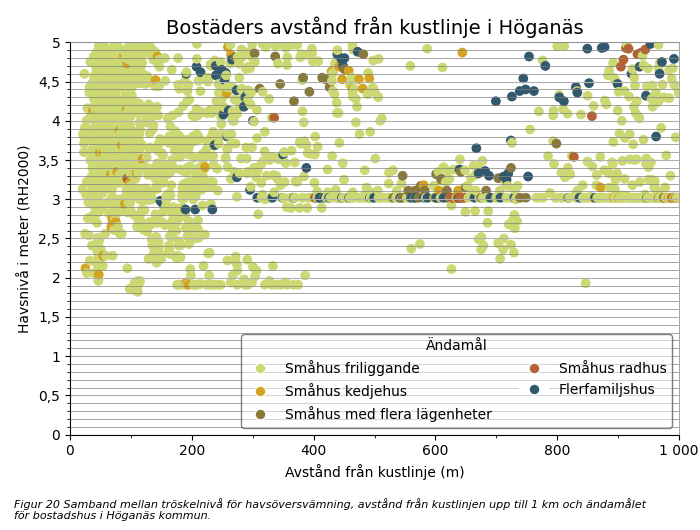 Bostäders avstånd från kustlinje i Höganäs
Havsnivå i meter (RH2000)
5
4,5
4
3,5
3
2,5
2
1,5
1
0,5
0
0
200
400
600
800
1 000
Avstånd från kustlinje (m)
Ändamål
Småhus friliggande
Småhus kedjehus
Småhus med flera lägenheter
Småhus radhus
Flerfamiljshus
Figur 20 Samband mellan tröskelnivå för havsöversvämning, avstånd från kustlinjen upp till 1 km och ändamålet
för bostadshus i Höganäs kommun.